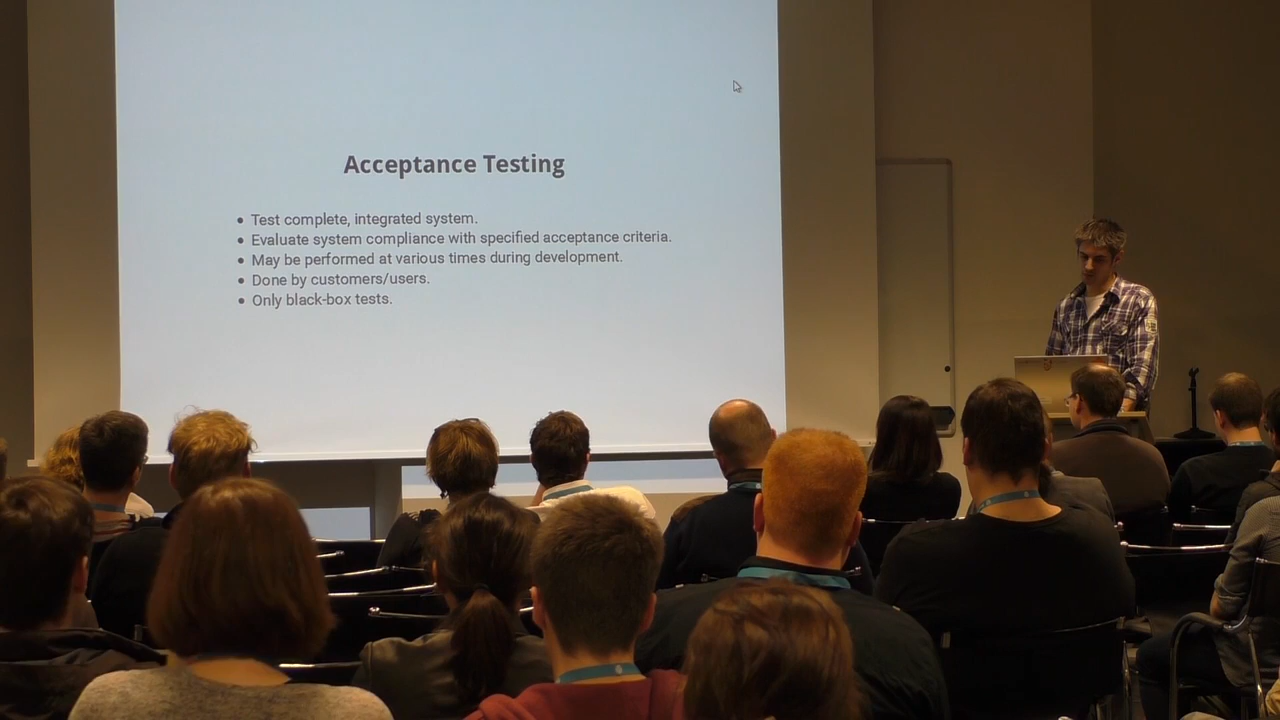 Acceptance Testing
• Test complete, integrated system.
• Evaluate system compliance with specified acceptance criteria.
• May be performed at various times during development.
• Done by customers/users.
• Only black-box tests.